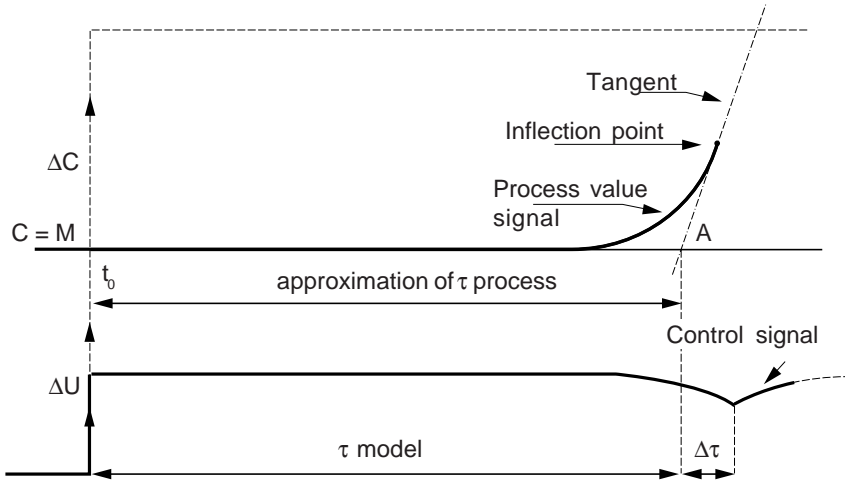 Tangent
Inflection point
ΔC
Process value
signal
C = M
A
t₀
approximation of τ process
Control signal
ΔU
τ model
Δτ